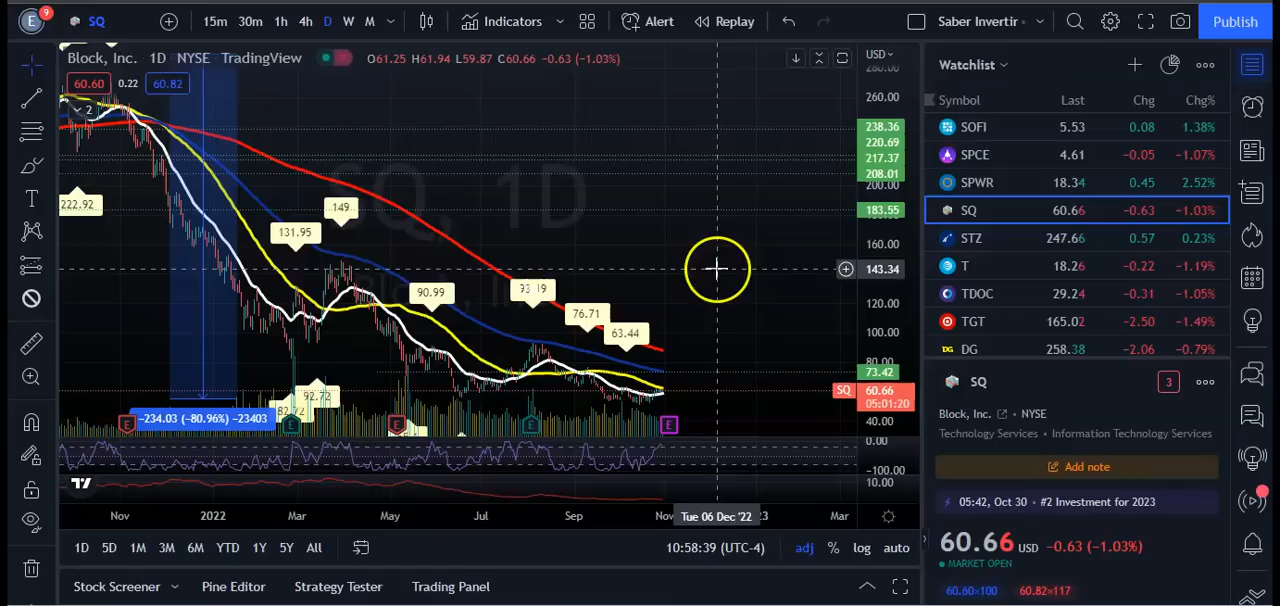 E 9 SQ 15m 30m 1h 4h D W M Indicators Alert Replay Saber Invertir Publish
Block, Inc. 1D NYSE TradingView O61.25 H61.94 L59.87 C60.66 −0.63 (−1.03%) USD
60.60 0.22 60.82
2
SQ, 1D
Block, Inc.
222.92
131.95
149
90.99
93.19
76.71
63.44
92.72
−234.03 (−80.96%) −23403
E E E E E
280.00
260.00
238.36
220.69
217.37
208.01
200.00
183.55
160.00
143.34
120.00
100.00
80.00
73.42
SQ 60.66
05:01:20
40.00
0.00
−100.00
10.00
Nov 2022 Mar May Jul Sep Nov Tue 06 Dec '22 Mar
1D 5D 1M 3M 6M YTD 1Y 5Y All 10:58:39 (UTC-4) adj % log auto
Stock Screener Pine Editor Strategy Tester Trading Panel
Watchlist
Symbol Last Chg Chg%
SOFI 5.53 0.08 1.38%
SPCE 4.61 −0.05 −1.07%
SPWR 18.34 0.45 2.52%
SQ 60.66 −0.63 −1.03%
STZ 247.66 0.57 0.23%
T 18.26 −0.22 −1.19%
TDOC 29.24 −0.31 −1.05%
TGT 165.02 −2.50 −1.49%
DG DG 258.38 −2.06 −0.79%
SQ 3
Block, Inc. • NYSE
Technology Services • Information Technology Services
Add note
05:42, Oct 30 • #2 Investment for 2023
60.66 USD −0.63 (−1.03%)
MARKET OPEN
60.60×100 60.82×117